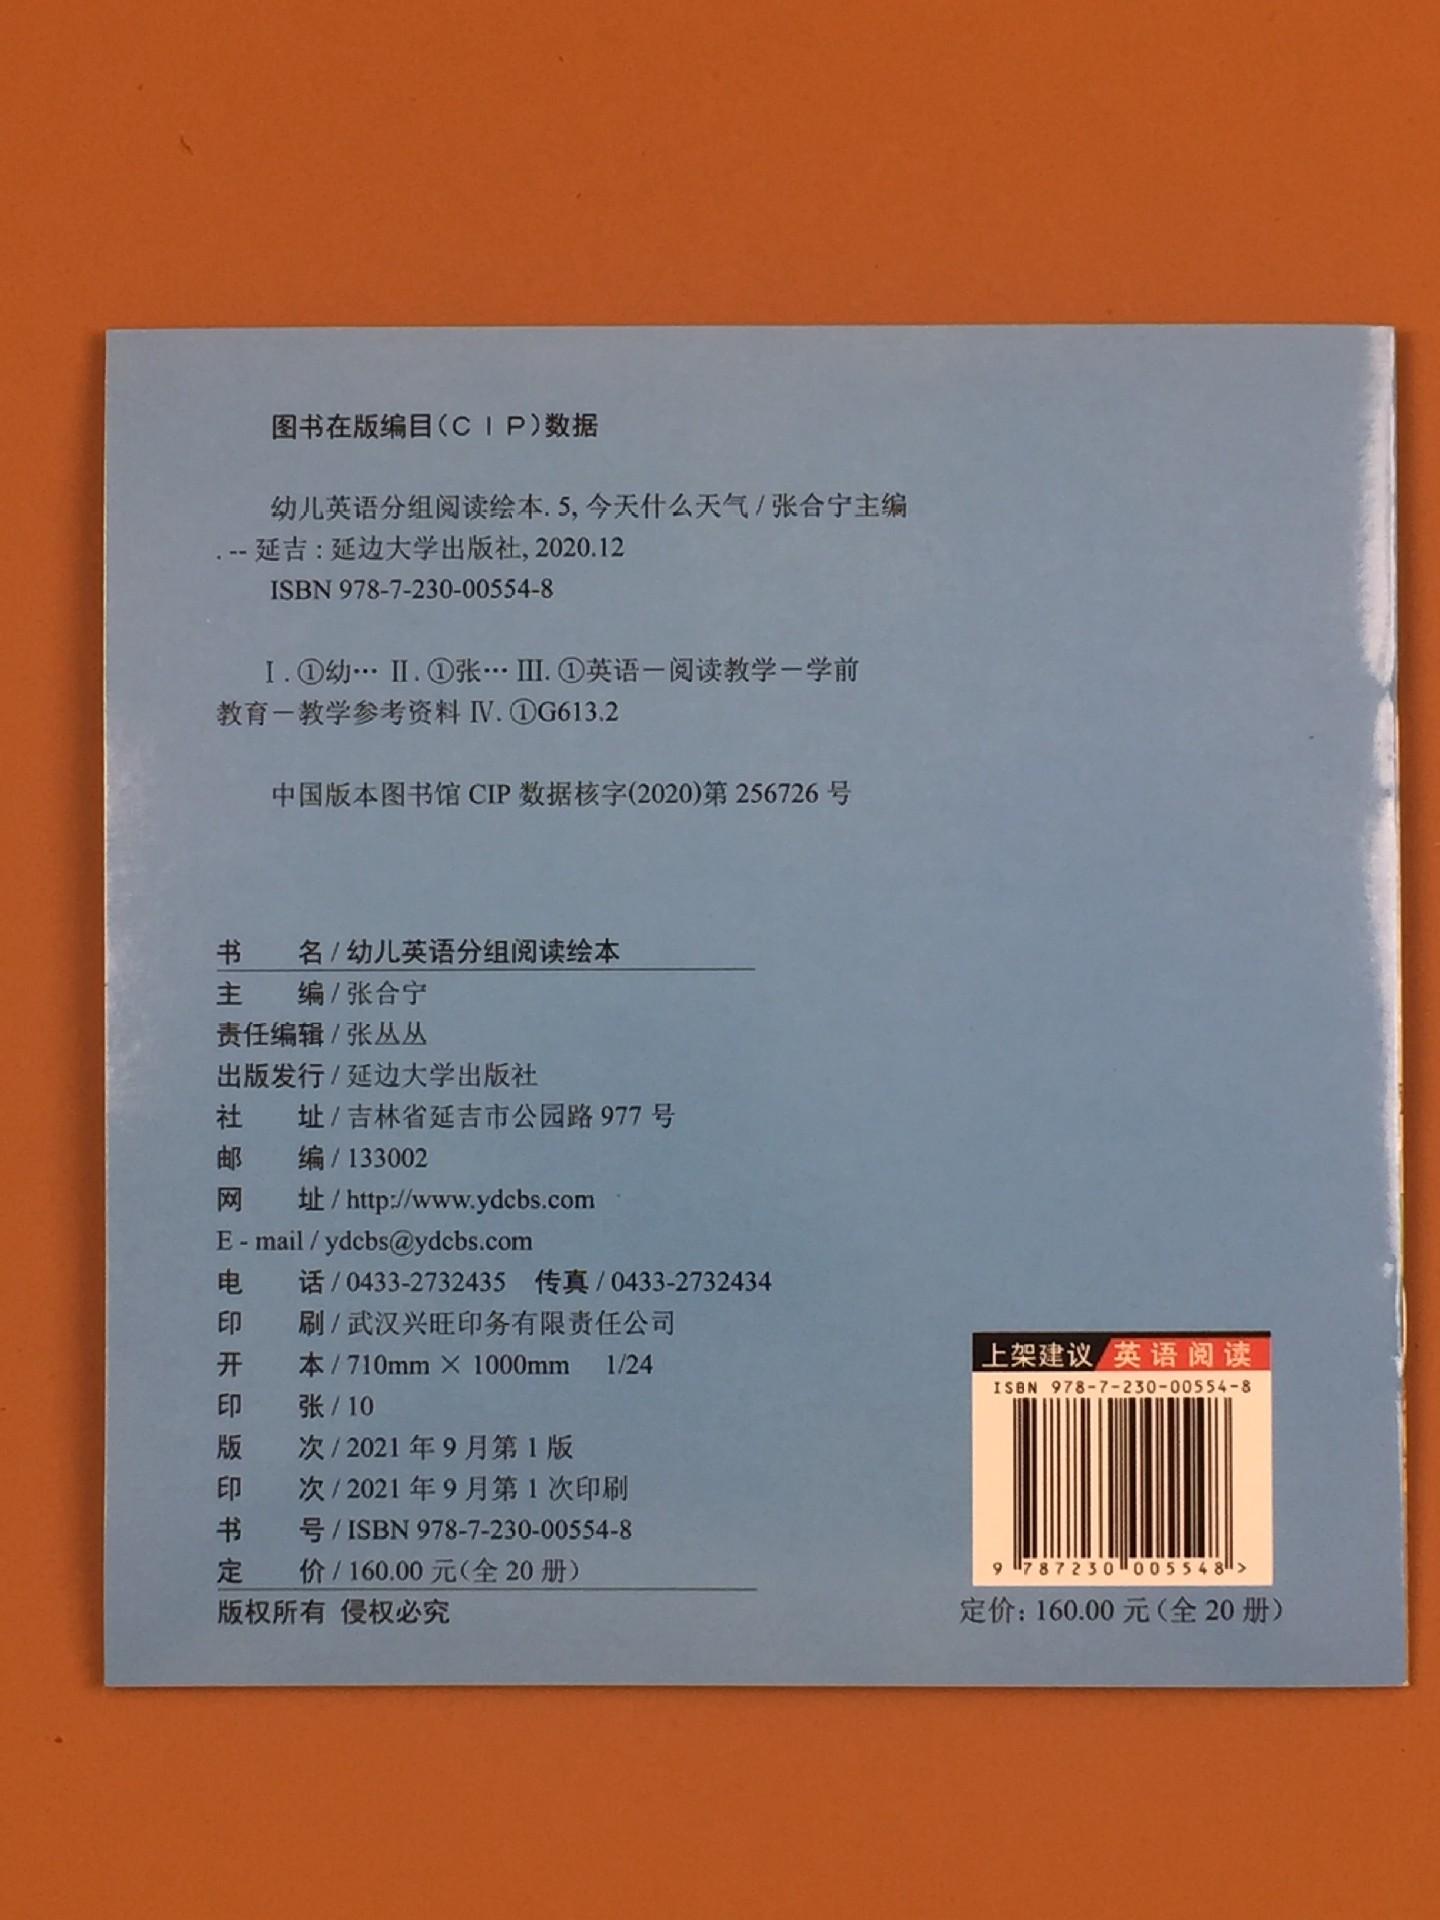 图书在版编目(CIP)数据
幼儿英语分组阅读绘本. 5, 今天什么天气 / 张合宁主编
. -- 延吉 : 延边大学出版社, 2020.12
ISBN 978-7-230-00554-8
Ⅰ. ①幼… Ⅱ. ①张… Ⅲ. ①英语－阅读教学－学前
教育－教学参考资料 Ⅳ. ①G613.2
中国版本图书馆 CIP 数据核字(2020)第 256726 号
书 名 / 幼儿英语分组阅读绘本
主 编 / 张合宁
责任编辑 / 张丛丛
出版发行 / 延边大学出版社
社 址 / 吉林省延吉市公园路 977 号
邮 编 / 133002
网 址 / http://www.ydcbs.com
E - mail / ydcbs@ydcbs.com
电 话 / 0433-2732435 传真 / 0433-2732434
印 刷 / 武汉兴旺印务有限责任公司
开 本 / 710mm × 1000mm 1/24
印 张 / 10
版 次 / 2021 年 9 月第 1 版
印 次 / 2021 年 9 月第 1 次印刷
书 号 / ISBN 978-7-230-00554-8
定 价 / 160.00 元（全 20 册）
版权所有 侵权必究
上架建议 / 英语阅读
ISBN 978-7-230-00554-8
9 787230 005548 >
定价: 160.00 元（全 20 册）